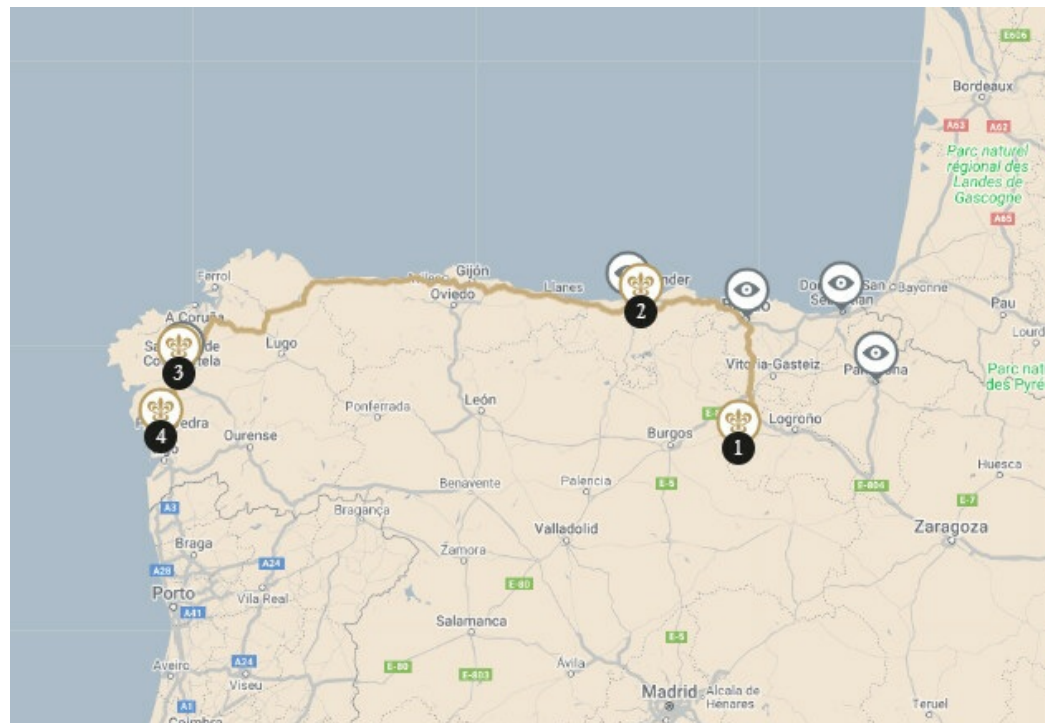 E606
Bordeaux
A63
A62
Parc naturel
régional des
Landes de
Gascogne
A65
Ferrol
Gijón
Oviedo
Llanes
Bayonne
Pau
A Coruña
2
Lugo
Vitoria-Gasteiz
3
Ponferrada
León
Logroño
4
Ourense
Burgos
1
Huesca
Benavente
Palencia
E-5
E-804
E-7
A3
Bragança
Zaragoza
Braga
Valladolid
Zamora
A28
A24
E-80
Porto
Vila Real
A41
Salamanca
E-5
Aveiro
A24
Viseu
E-80
E-803
Ávila
Madrid
Alcala de
Henares
A1
Teruel
Coimbra